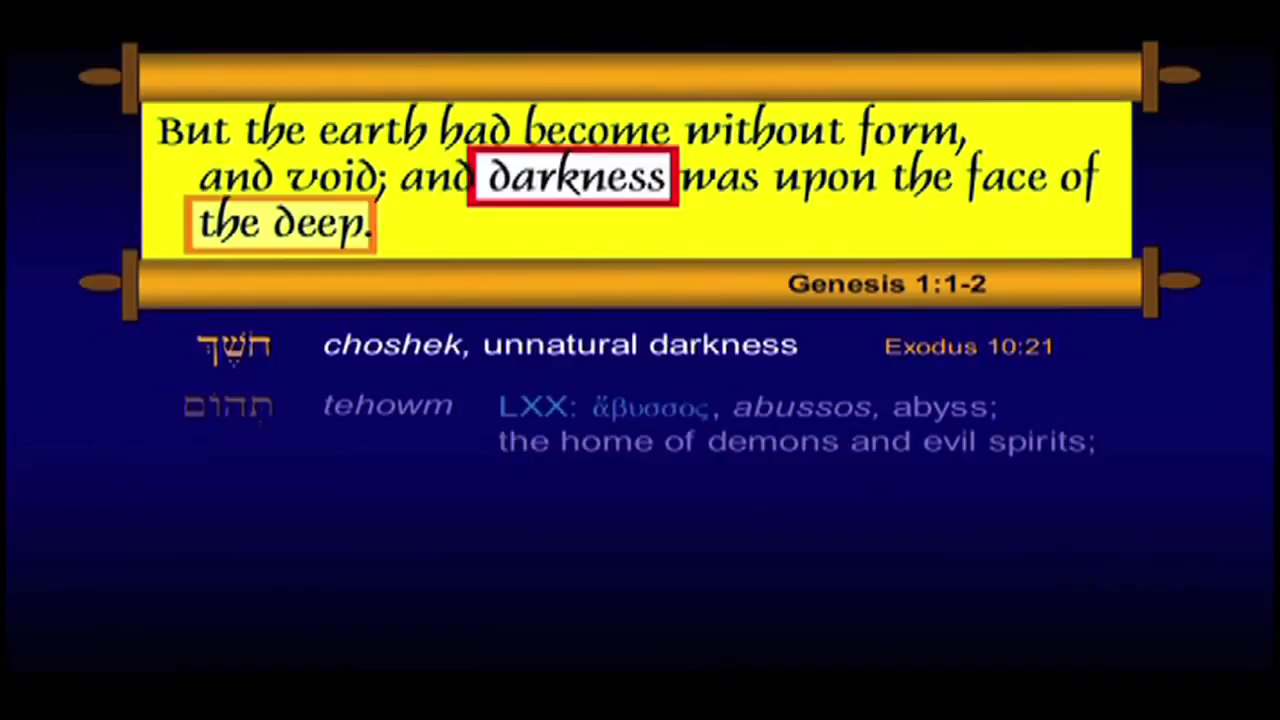 But the earth had become without form,
and void; and darkness was upon the face of
the deep.
Genesis 1:1-2
חֹשֶׁךְ choshek, unnatural darkness Exodus 10:21
תְּהוֹם tehowm LXX: ἄβυσσος, abussos, abyss;
the home of demons and evil spirits;